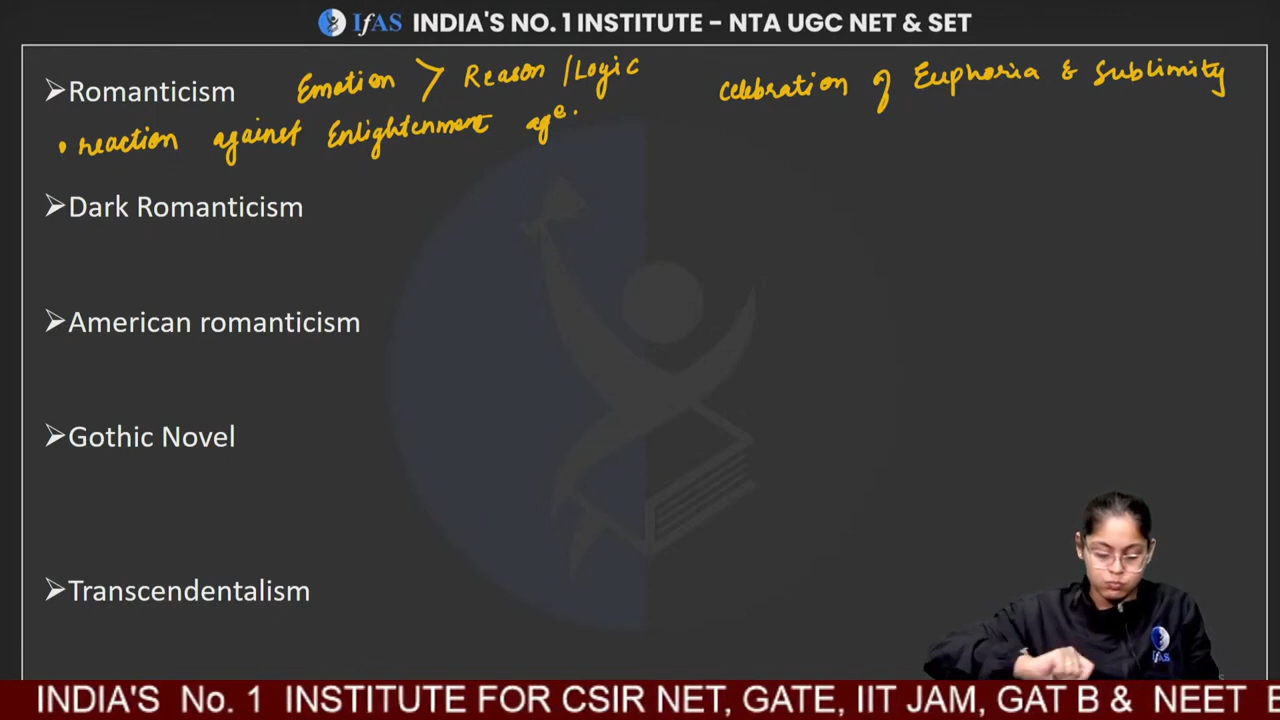 IfAS INDIA'S NO. 1 INSTITUTE – NTA UGC NET & SET
➢Romanticism Emotion > Reason / Logic celebration of Euphoria & Sublimity
• reaction against Enlightenment age.
➢Dark Romanticism
➢American romanticism
➢Gothic Novel
➢Transcendentalism
IfAS
INDIA'S No. 1 INSTITUTE FOR CSIR NET, GATE, IIT JAM, GAT B & NEET